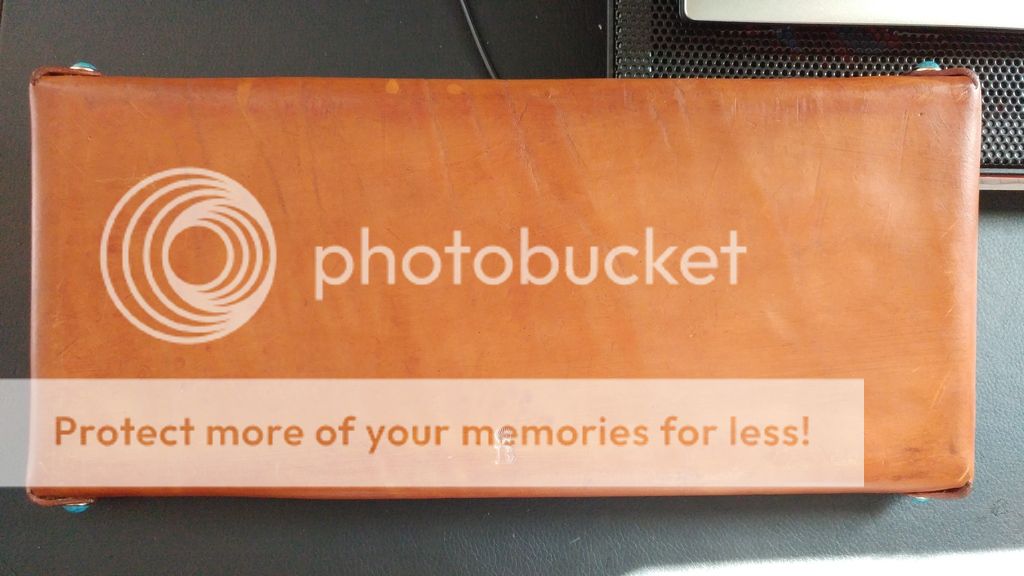 photobucket
Protect more of your memories for less!